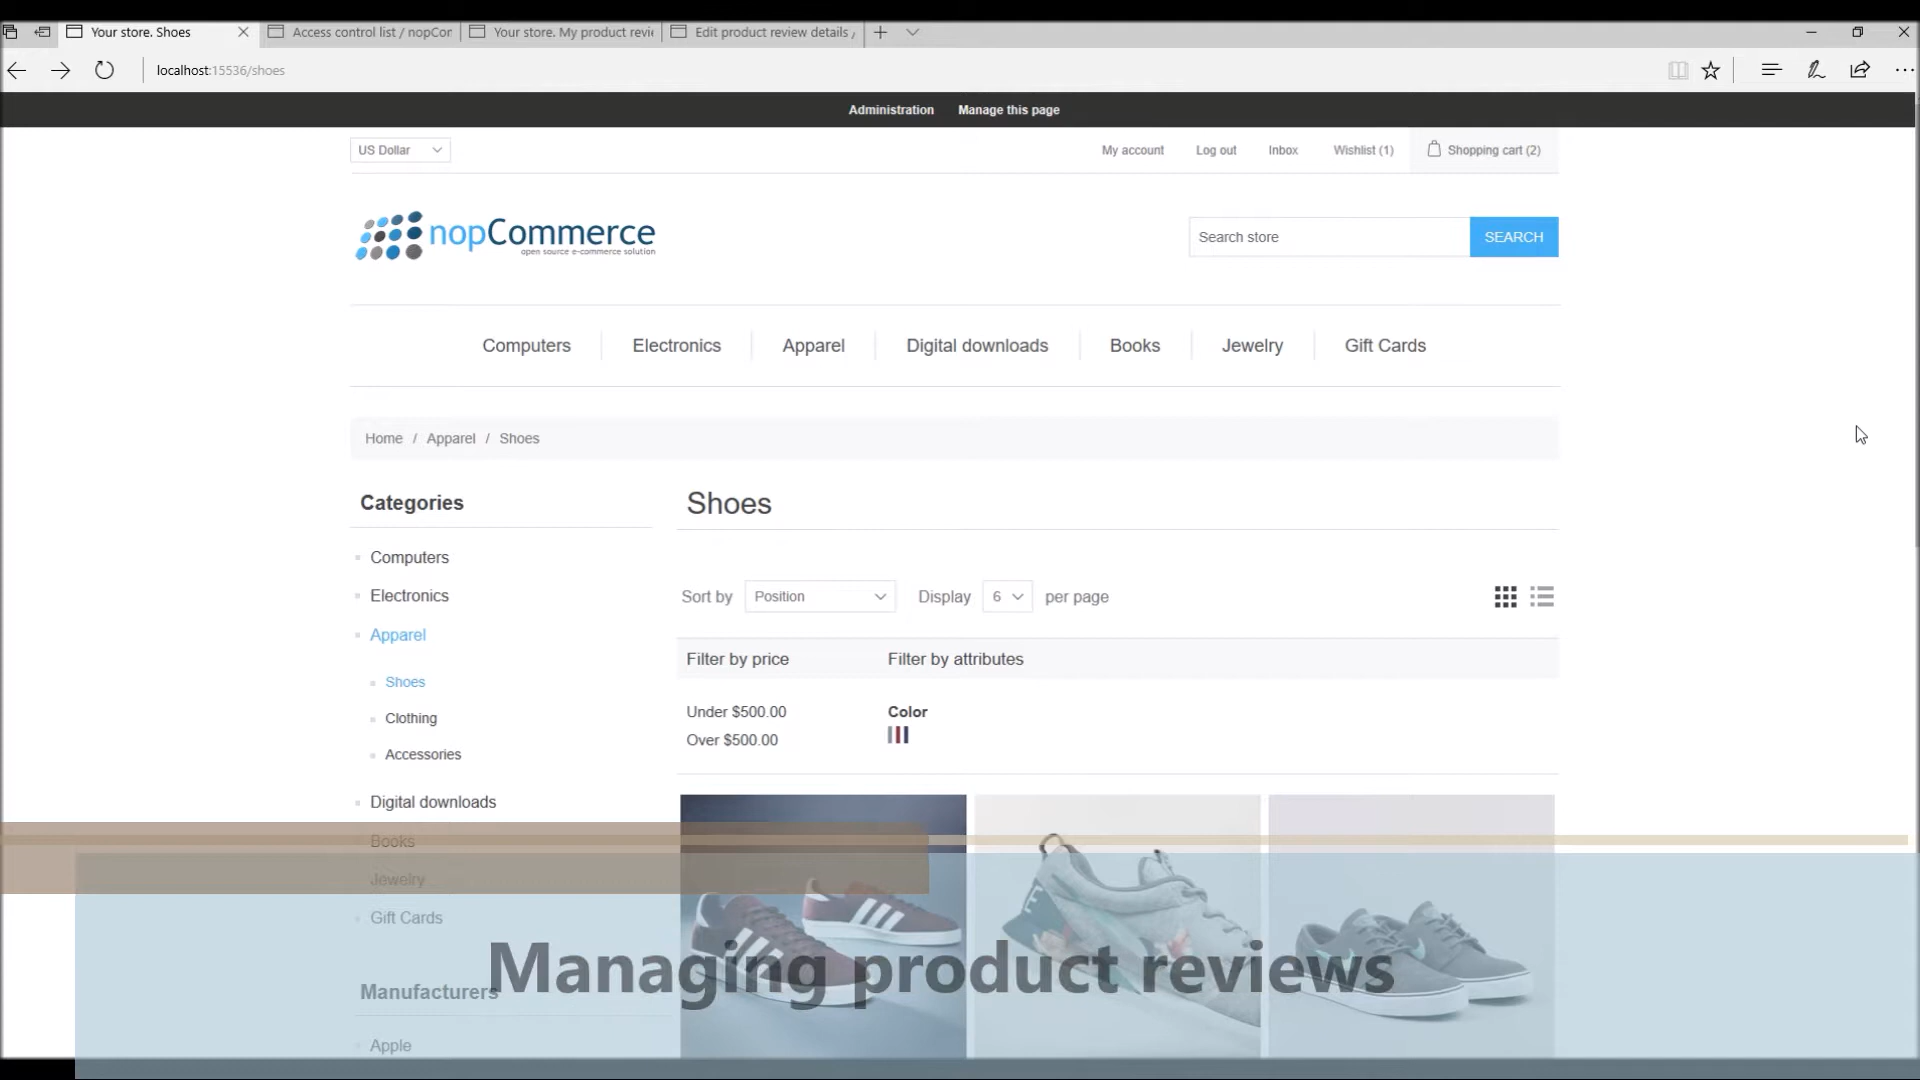 Your store. Shoes
Access control list / nopCor
Your store. My product revie
Edit product review details /
localhost:15536/shoes
Administration
Manage this page
US Dollar
My account
Log out
Inbox
Wishlist (1)
Shopping cart (2)
nopCommerce
open source e-commerce solution
Search store
SEARCH
Computers
Electronics
Apparel
Digital downloads
Books
Jewelry
Gift Cards
Home / Apparel / Shoes
Categories
Computers
Electronics
Apparel
Shoes
Clothing
Accessories
Digital downloads
Books
Jewelry
Gift Cards
Manufacturers
Apple
Shoes
Sort by Position Display 6 per page
Filter by price
Filter by attributes
Under $500.00
Over $500.00
Color
Managing product reviews